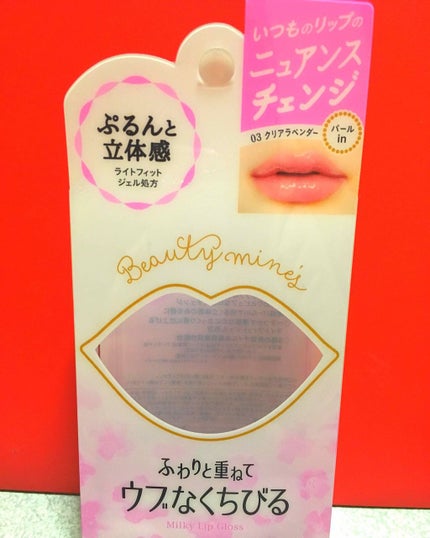 いつものリップの
ニュアンス
チェンジ
03 クリアラベンダー
パール
in
ぷるんと
立体感
ライトフィット
ジェル処方
Beauty mine's
ふわりと重ねて
ウブなくちびる
Milky Lip Gloss